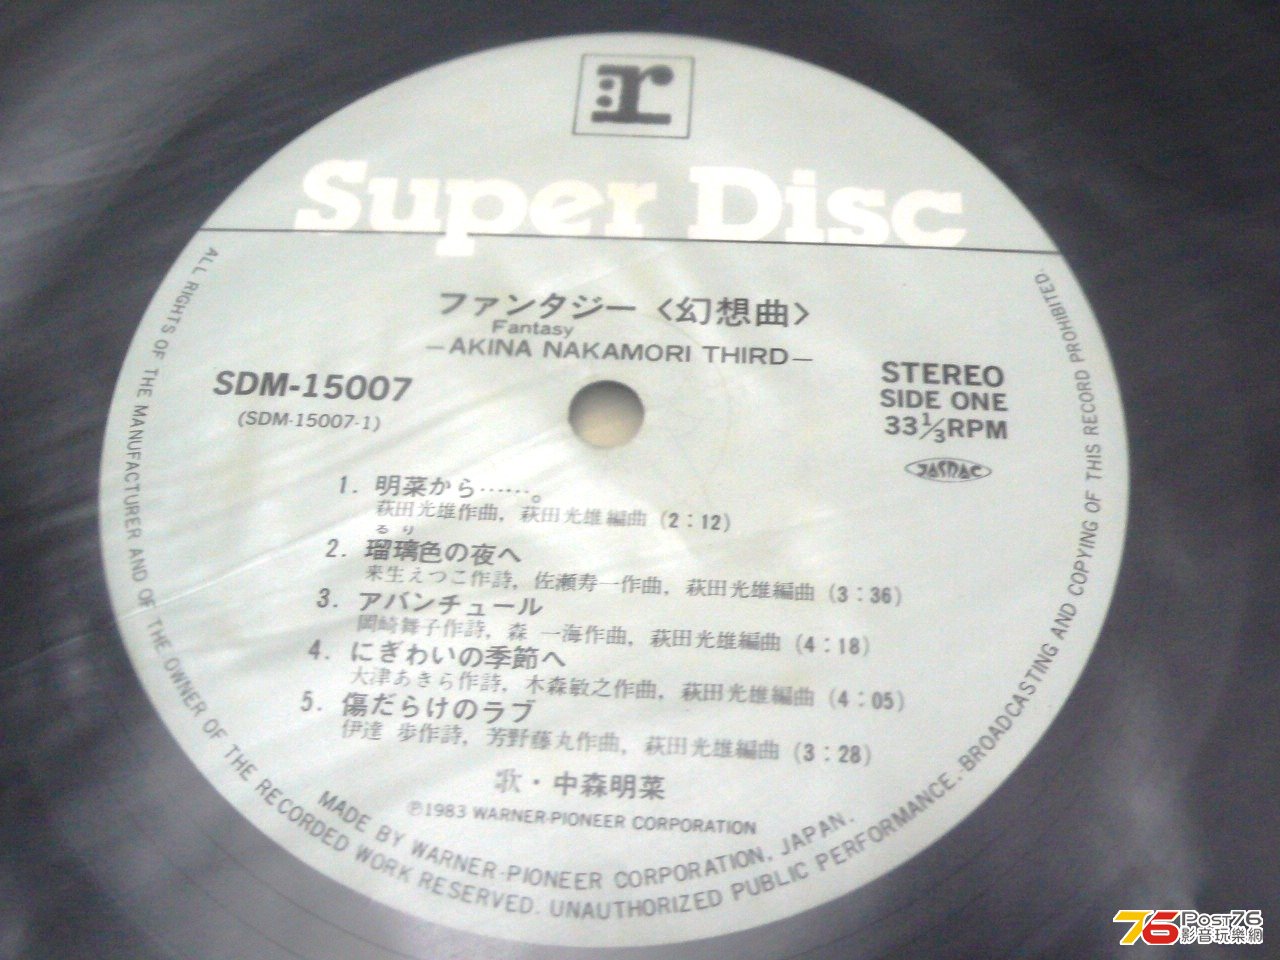 r
Super Disc
ファンタジー〈幻想曲〉
Fantasy
—AKINA NAKAMORI THIRD—
SDM-15007
(SDM-15007-1)
STEREO
SIDE ONE
33 1/3 RPM
JASRAC
1. 明菜から……。
萩田光雄作曲, 萩田光雄編曲 (2:12)
るり
2. 瑠璃色の夜へ
来生えつこ作詩, 佐瀬寿一作曲, 萩田光雄編曲 (3:36)
3. アバンチュール
岡崎舞子作詩, 森 一海作曲, 萩田光雄編曲 (4:18)
4. にぎわいの季節へ
大津あきら作詩, 木森敏之作曲, 萩田光雄編曲 (4:05)
5. 傷だらけのラブ
伊達 歩作詩, 芳野藤丸作曲, 萩田光雄編曲 (3:28)
歌・中森明菜
℗1983 WARNER-PIONEER CORPORATION
MADE BY WARNER-PIONEER CORPORATION, JAPAN.
ALL RIGHTS OF THE MANUFACTURER AND OF THE OWNER OF THE RECORDED WORK RESERVED. UNAUTHORIZED PUBLIC PERFORMANCE, BROADCASTING AND COPYING OF THIS RECORD PROHIBITED.
76 Post76
影音玩樂網